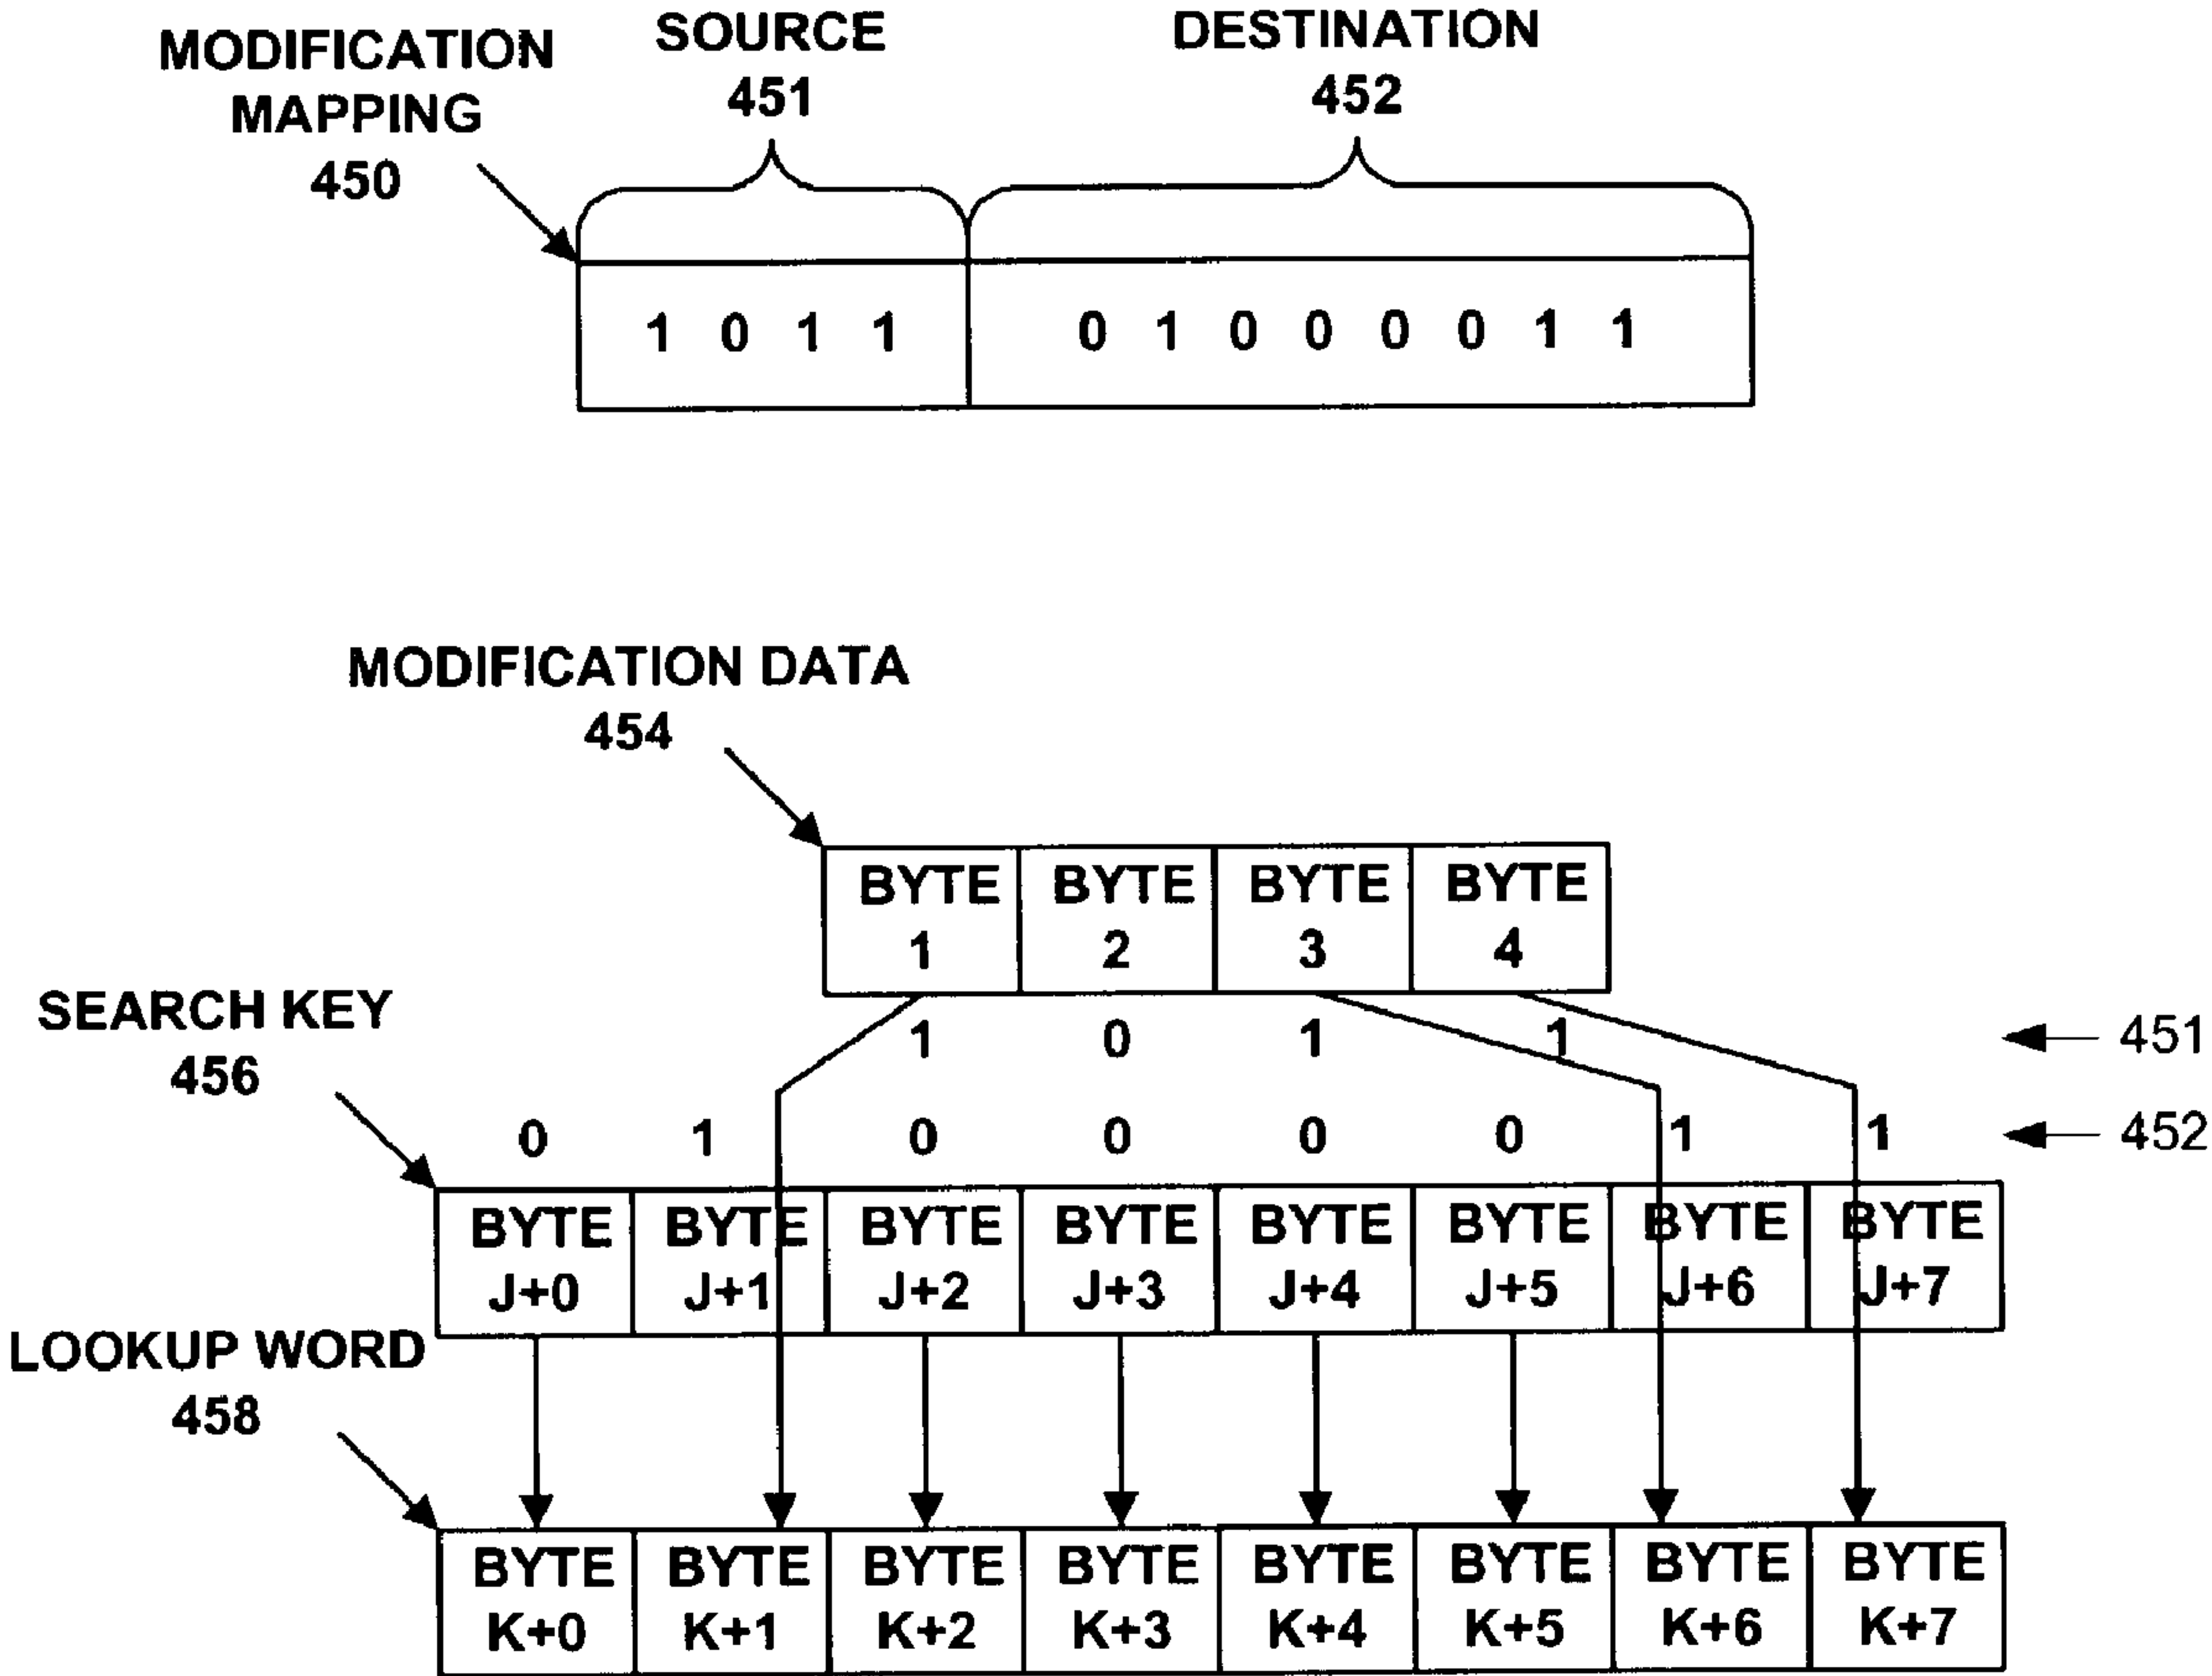 MODIFICATION MAPPING 450
SOURCE 451
DESTINATION 452
1 0 1 1 0 1 0 0 0 0 1 1
MODIFICATION DATA 454
BYTE 1 BYTE 2 BYTE 3 BYTE 4
1 0 1 1 451
SEARCH KEY 456
0 1 0 0 0 0 1 1 452
BYTE J+0 BYTE J+1 BYTE J+2 BYTE J+3 BYTE J+4 BYTE J+5 BYTE J+6 BYTE J+7
LOOKUP WORD 458
BYTE K+0 BYTE K+1 BYTE K+2 BYTE K+3 BYTE K+4 BYTE K+5 BYTE K+6 BYTE K+7